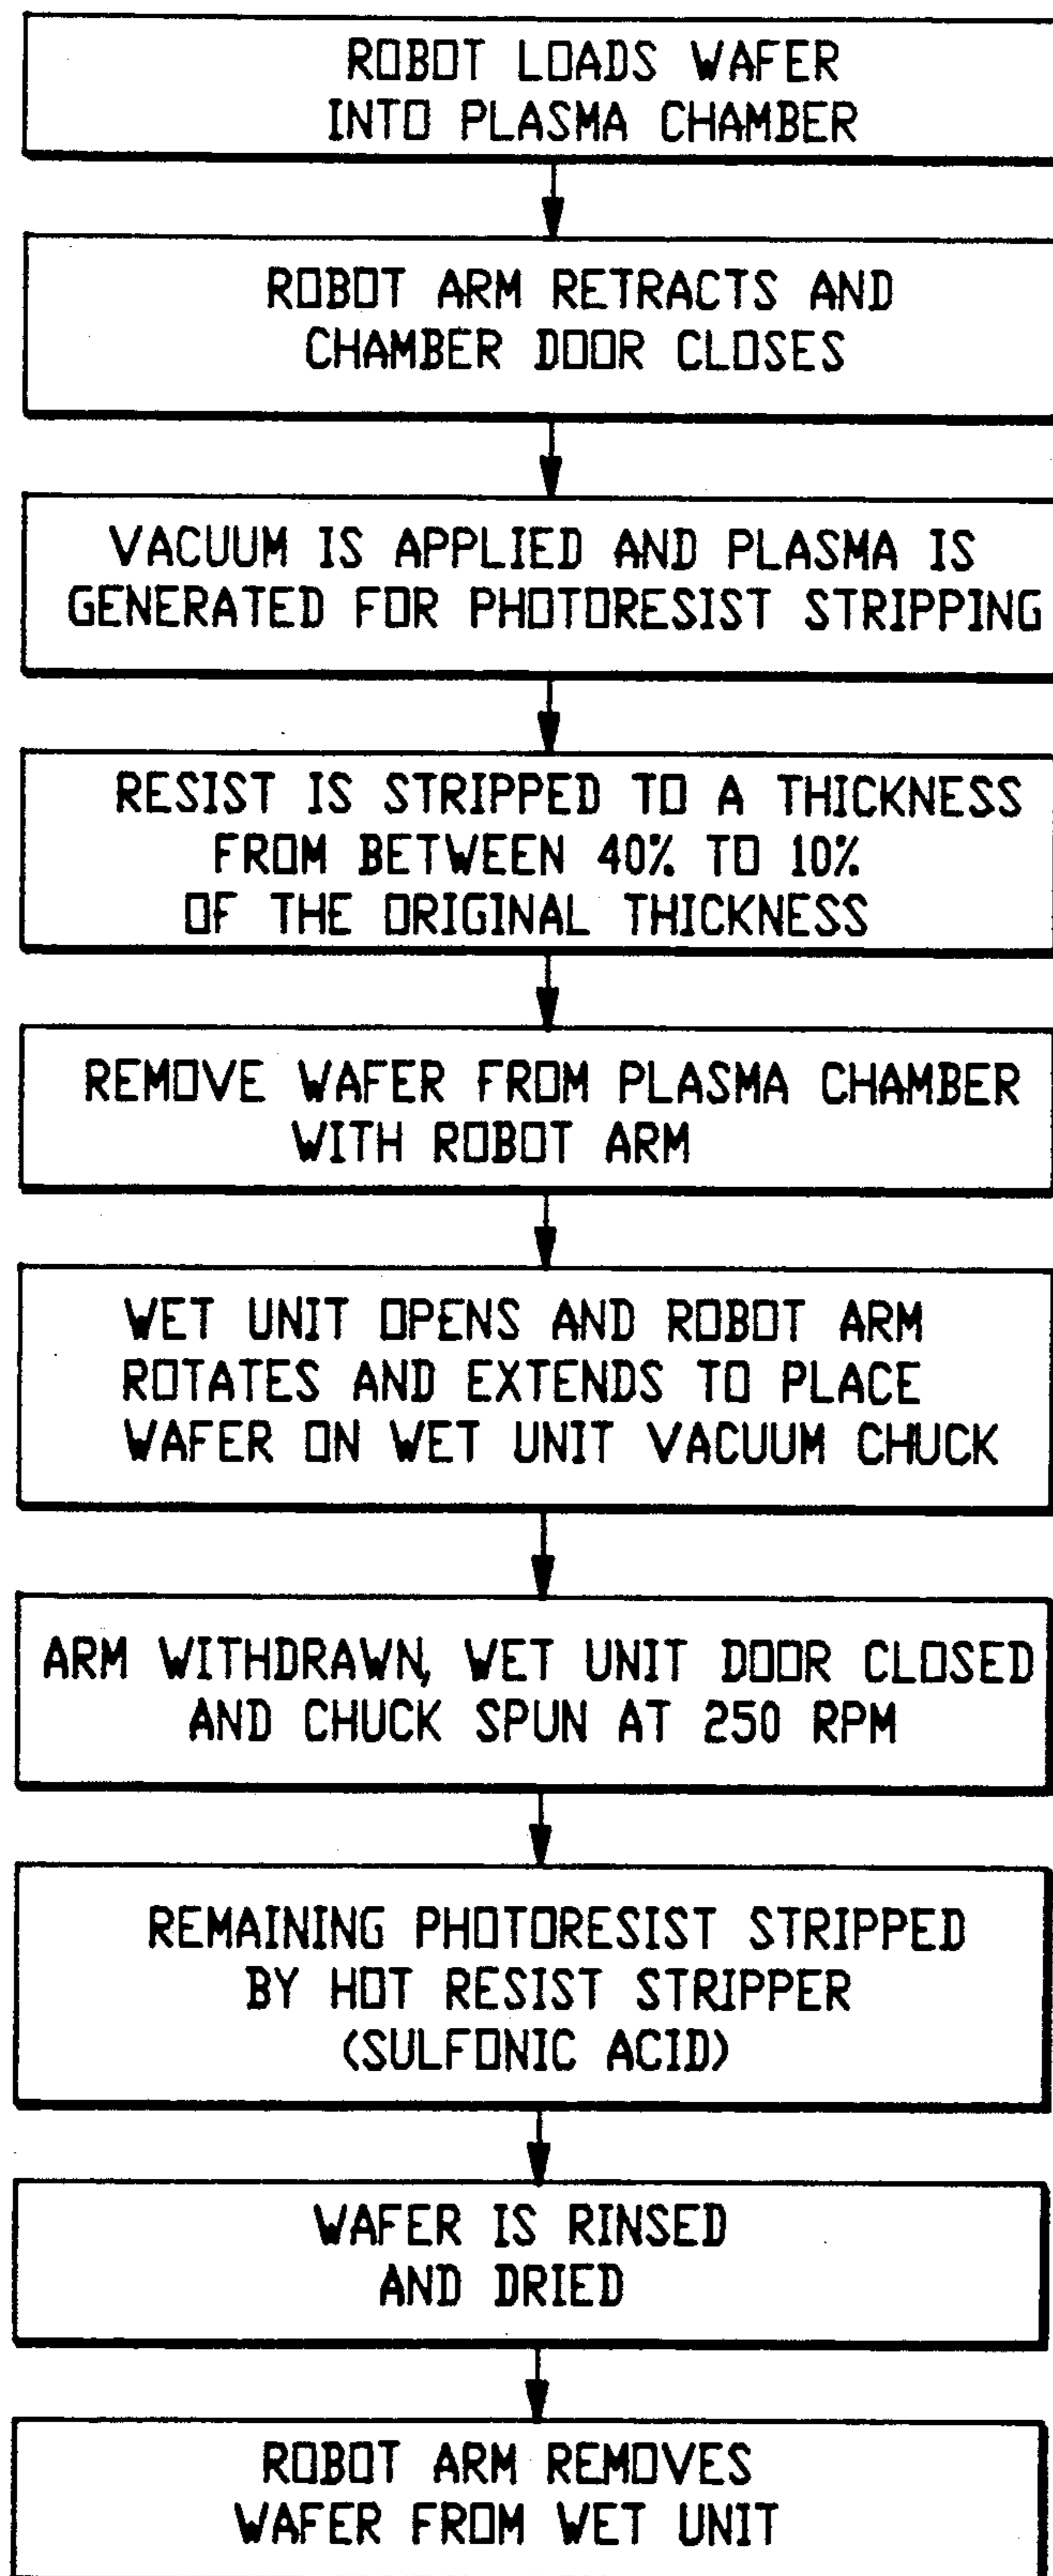 ROBOT LOADS WAFER
INTO PLASMA CHAMBER
ROBOT ARM RETRACTS AND
CHAMBER DOOR CLOSES
VACUUM IS APPLIED AND PLASMA IS
GENERATED FOR PHOTORESIST STRIPPING
RESIST IS STRIPPED TO A THICKNESS
FROM BETWEEN 40% TO 10%
OF THE ORIGINAL THICKNESS
REMOVE WAFER FROM PLASMA CHAMBER
WITH ROBOT ARM
WET UNIT OPENS AND ROBOT ARM
ROTATES AND EXTENDS TO PLACE
WAFER ON WET UNIT VACUUM CHUCK
ARM WITHDRAWN, WET UNIT DOOR CLOSED
AND CHUCK SPUN AT 250 RPM
REMAINING PHOTORESIST STRIPPED
BY HOT RESIST STRIPPER
(SULFONIC ACID)
WAFER IS RINSED
AND DRIED
ROBOT ARM REMOVES
WAFER FROM WET UNIT